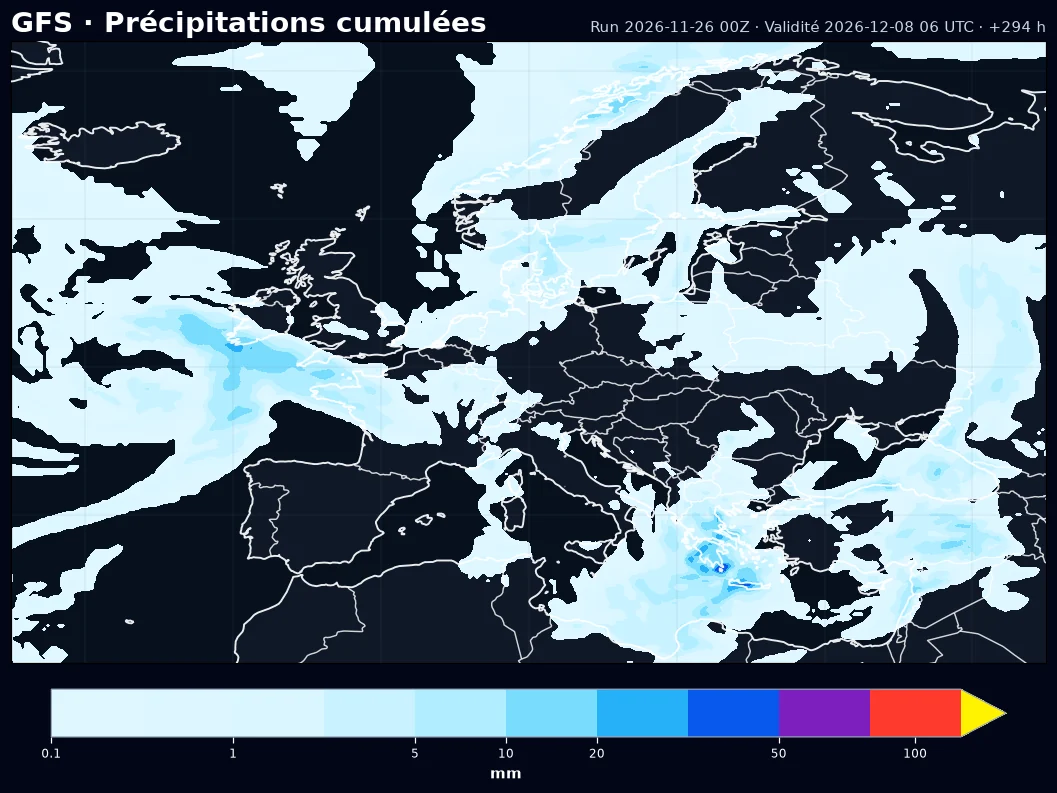 GFS · Précipitations cumulées
Run 2026-11-26 00Z · Validité 2026-12-08 06 UTC · +294 h
0.1 1 5 10 20 50 100
mm